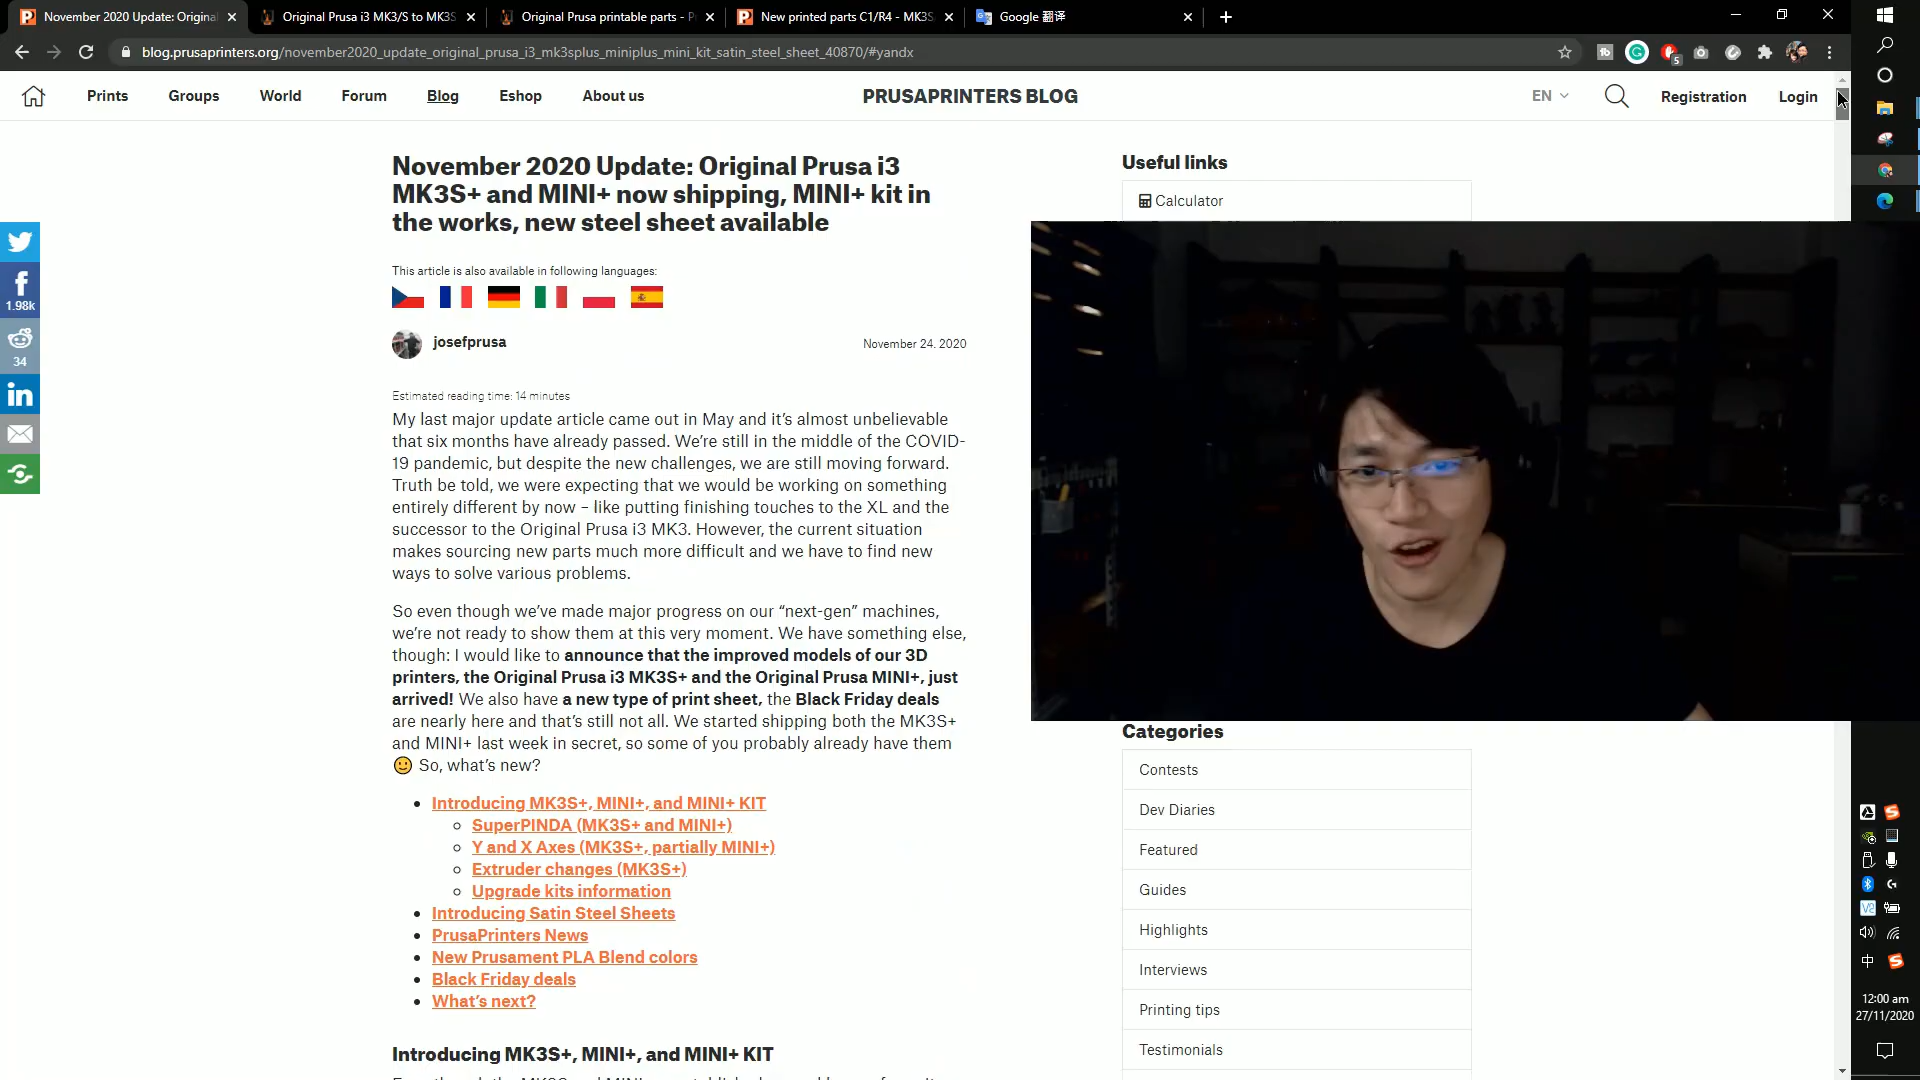 November 2020 Update: Original
Original Prusa i3 MK3/S to MK3S
Original Prusa printable parts - P
New printed parts C1/R4 - MK3S
Google 翻译
blog.prusaprinters.org/november2020_update_original_prusa_i3_mk3splus_miniplus_mini_kit_satin_steel_sheet_40870/#yandx
5
Prints
Groups
World
Forum
Blog
Eshop
About us
PRUSAPRINTERS BLOG
EN
Registration
Login
November 2020 Update: Original Prusa i3
MK3S+ and MINI+ now shipping, MINI+ kit in
the works, new steel sheet available
This article is also available in following languages:
josefprusa
November 24. 2020
1.98k
34
Estimated reading time: 14 minutes
My last major update article came out in May and it's almost unbelievable
that six months have already passed. We're still in the middle of the COVID-
19 pandemic, but despite the new challenges, we are still moving forward.
Truth be told, we were expecting that we would be working on something
entirely different by now – like putting finishing touches to the XL and the
successor to the Original Prusa i3 MK3. However, the current situation
makes sourcing new parts much more difficult and we have to find new
ways to solve various problems.
So even though we've made major progress on our “next-gen” machines,
we're not ready to show them at this very moment. We have something else,
though: I would like to announce that the improved models of our 3D
printers, the Original Prusa i3 MK3S+ and the Original Prusa MINI+, just
arrived! We also have a new type of print sheet, the Black Friday deals
are nearly here and that's still not all. We started shipping both the MK3S+
and MINI+ last week in secret, so some of you probably already have them
🙂 So, what's new?
Introducing MK3S+, MINI+, and MINI+ KIT
SuperPINDA (MK3S+ and MINI+)
Y and X Axes (MK3S+, partially MINI+)
Extruder changes (MK3S+)
Upgrade kits information
Introducing Satin Steel Sheets
PrusaPrinters News
New Prusament PLA Blend colors
Black Friday deals
What's next?
Introducing MK3S+, MINI+, and MINI+ KIT
Useful links
Calculator
Categories
Contests
Dev Diaries
Featured
Guides
Highlights
Interviews
Printing tips
Testimonials
中
12:00 am
27/11/2020